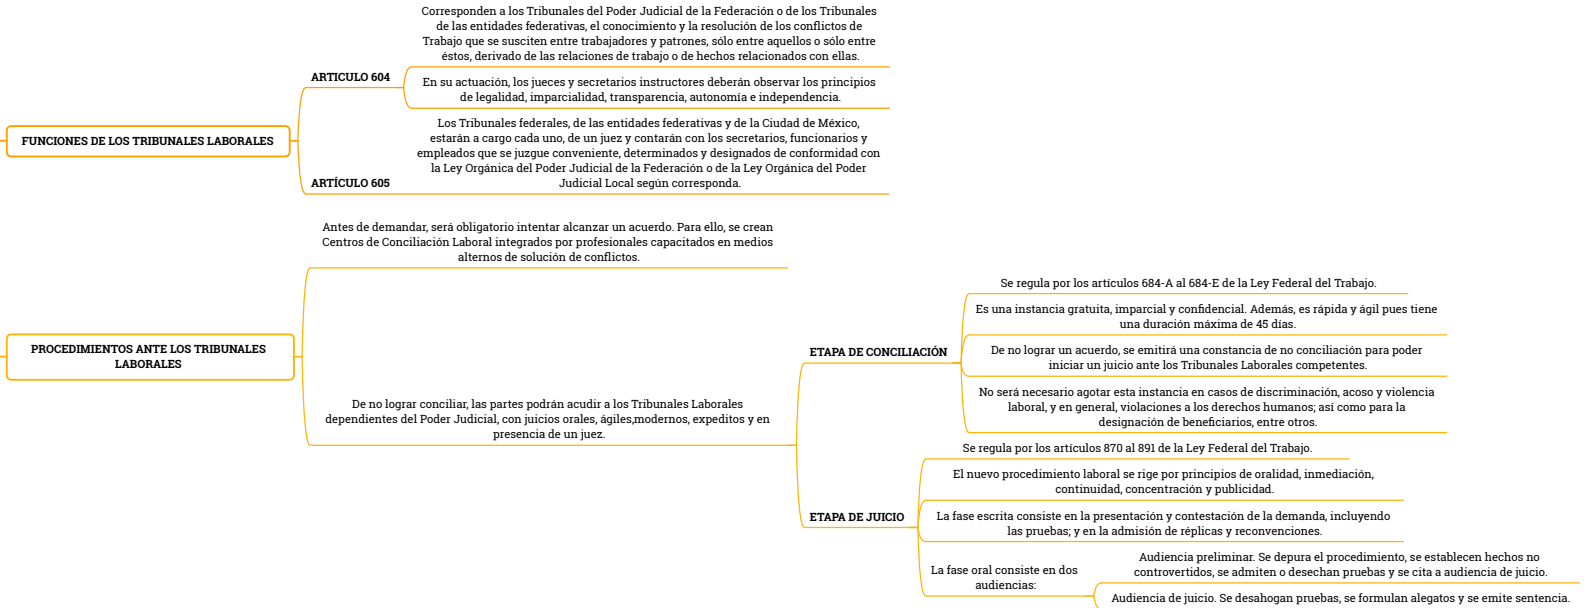 FUNCIONES DE LOS TRIBUNALES LABORALES
ARTICULO 604
Corresponden a los Tribunales del Poder Judicial de la Federación o de los Tribunales
de las entidades federativas, el conocimiento y la resolución de los conflictos de
Trabajo que se susciten entre trabajadores y patrones, sólo entre aquellos o sólo entre
éstos, derivado de las relaciones de trabajo o de hechos relacionados con ellas.
En su actuación, los jueces y secretarios instructores deberán observar los principios
de legalidad, imparcialidad, transparencia, autonomía e independencia.
ARTÍCULO 605
Los Tribunales federales, de las entidades federativas y de la Ciudad de México,
estarán a cargo cada uno, de un juez y contarán con los secretarios, funcionarios y
empleados que se juzgue conveniente, determinados y designados de conformidad con
la Ley Orgánica del Poder Judicial de la Federación o de la Ley Orgánica del Poder
Judicial Local según corresponda.
PROCEDIMIENTOS ANTE LOS TRIBUNALES
LABORALES
Antes de demandar, será obligatorio intentar alcanzar un acuerdo. Para ello, se crean
Centros de Conciliación Laboral integrados por profesionales capacitados en medios
alternos de solución de conflictos.
De no lograr conciliar, las partes podrán acudir a los Tribunales Laborales
dependientes del Poder Judicial, con juicios orales, ágiles,modernos, expeditos y en
presencia de un juez.
ETAPA DE CONCILIACIÓN
Se regula por los artículos 684-A al 684-E de la Ley Federal del Trabajo.
Es una instancia gratuita, imparcial y confidencial. Además, es rápida y ágil pues tiene
una duración máxima de 45 días.
De no lograr un acuerdo, se emitirá una constancia de no conciliación para poder
iniciar un juicio ante los Tribunales Laborales competentes.
No será necesario agotar esta instancia en casos de discriminación, acoso y violencia
laboral, y en general, violaciones a los derechos humanos; así como para la
designación de beneficiarios, entre otros.
ETAPA DE JUICIO
Se regula por los artículos 870 al 891 de la Ley Federal del Trabajo.
El nuevo procedimiento laboral se rige por principios de oralidad, inmediación,
continuidad, concentración y publicidad.
La fase escrita consiste en la presentación y contestación de la demanda, incluyendo
las pruebas; y en la admisión de réplicas y reconvenciones.
La fase oral consiste en dos
audiencias:
Audiencia preliminar. Se depura el procedimiento, se establecen hechos no
controvertidos, se admiten o desechan pruebas y se cita a audiencia de juicio.
Audiencia de juicio. Se desahogan pruebas, se formulan alegatos y se emite sentencia.